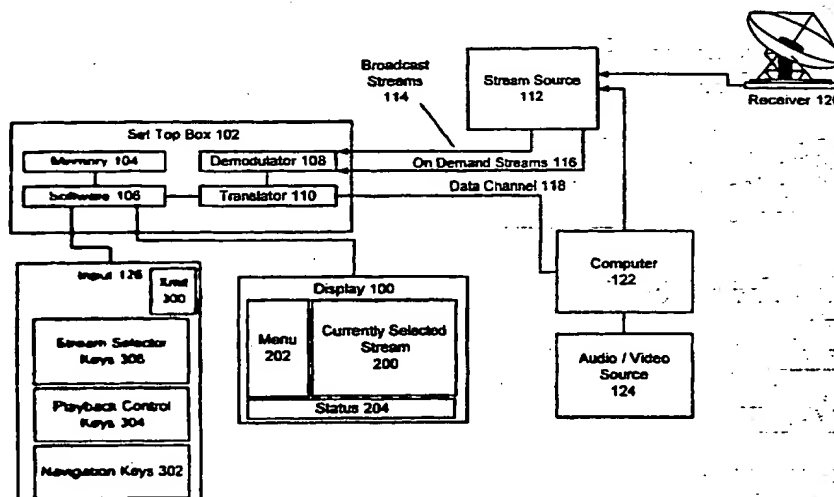 Broadcast
Streams
114
Stream Source
112
Receiver 120
Set Top Box 102
Memory 104
Demodulator 108
On Demand Streams 116
Software 106
Translator 110
Data Channel 118
Computer
122
Input 126
Xmit
300
Display 100
Stream Selector
Keys 306
Menu
202
Currently Selected
Stream
200
Audio / Video
Source
124
Playback Control
Keys 304
Status 204
Navigation Keys 302